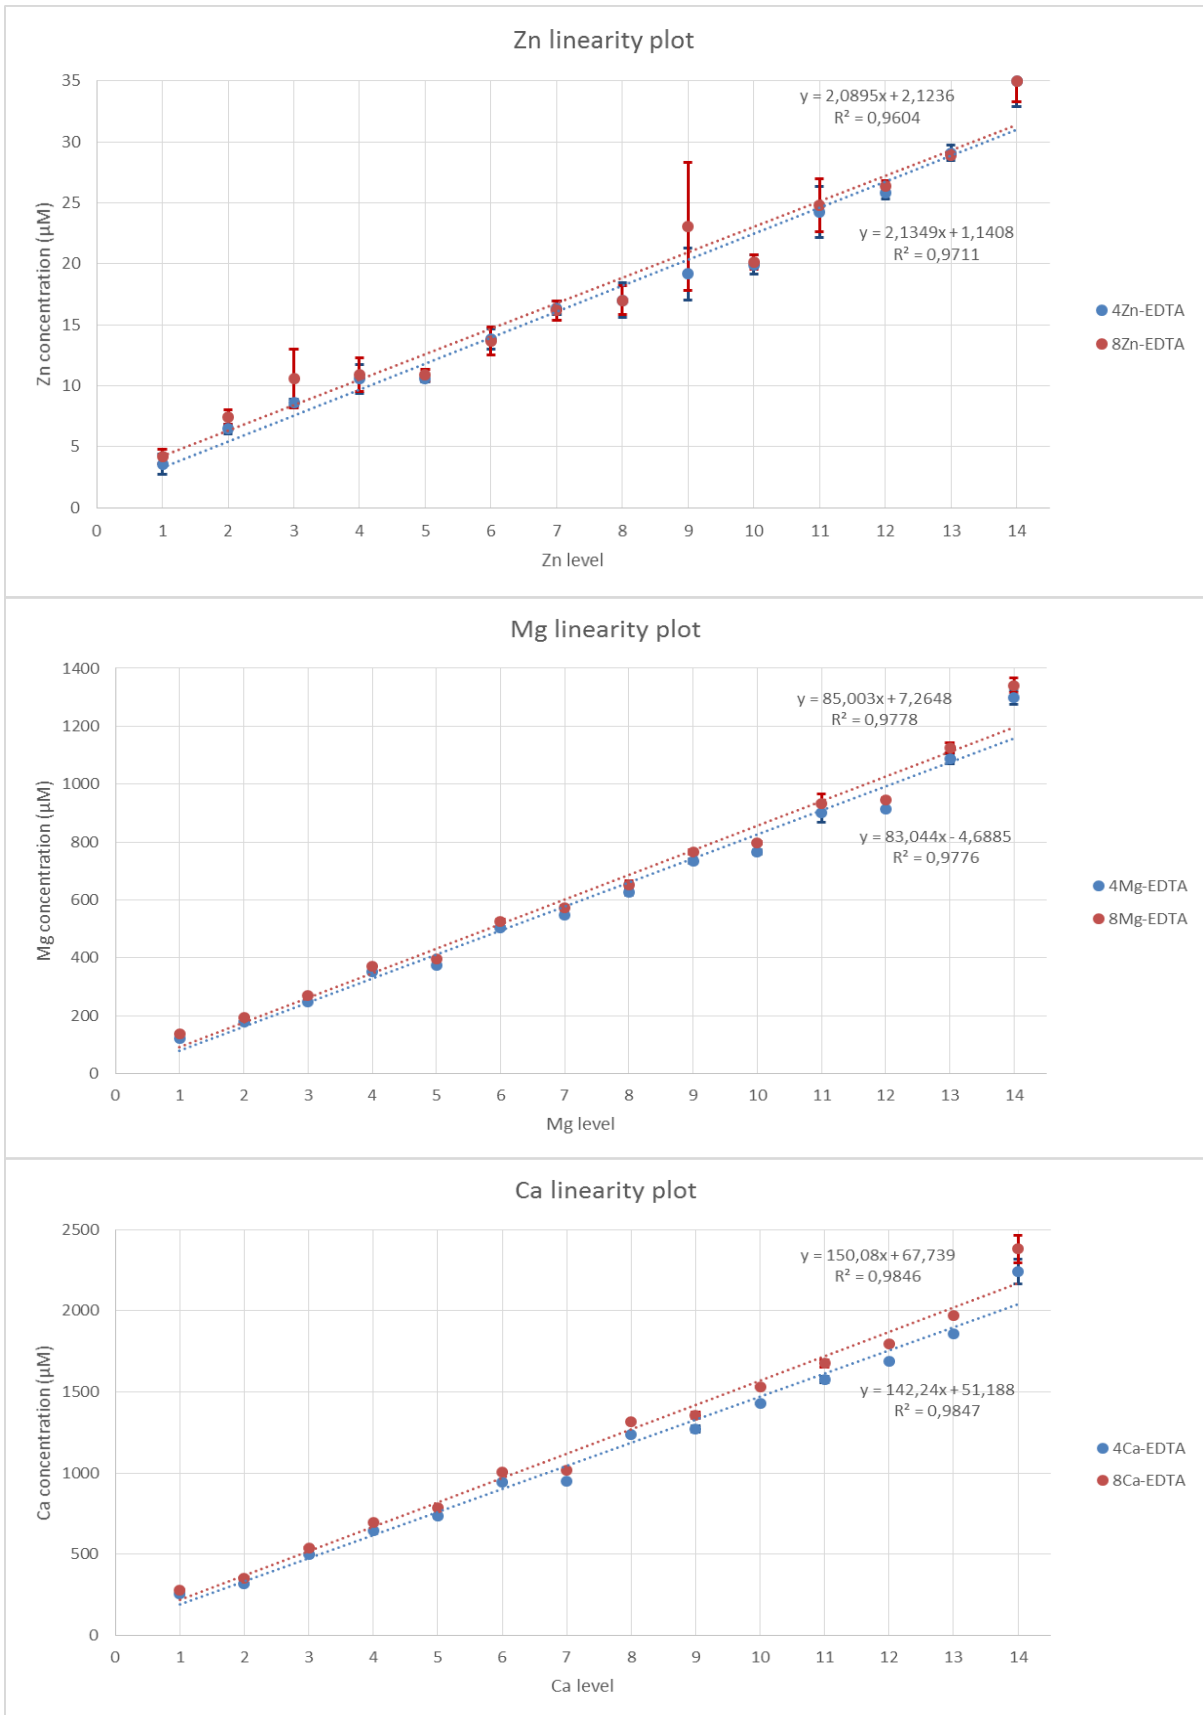 Zn linearity plot
35
30
25
20
15
10
5
0
Zn concentration (µM)
y = 2,0895x + 2,1236
R² = 0,9604
y = 2,1349x + 1,1408
R² = 0,9711
4Zn-EDTA
8Zn-EDTA
0 1 2 3 4 5 6 7 8 9 10 11 12 13 14
Zn level
Mg linearity plot
1400
1200
1000
800
600
400
200
0
Mg concentration (µM)
y = 85,003x + 7,2648
R² = 0,9778
y = 83,044x - 4,6885
R² = 0,9776
4Mg-EDTA
8Mg-EDTA
0 1 2 3 4 5 6 7 8 9 10 11 12 13 14
Mg level
Ca linearity plot
2500
2000
1500
1000
500
0
Ca concentration (µM)
y = 150,08x + 67,739
R² = 0,9846
y = 142,24x + 51,188
R² = 0,9847
4Ca-EDTA
8Ca-EDTA
0 1 2 3 4 5 6 7 8 9 10 11 12 13 14
Ca level